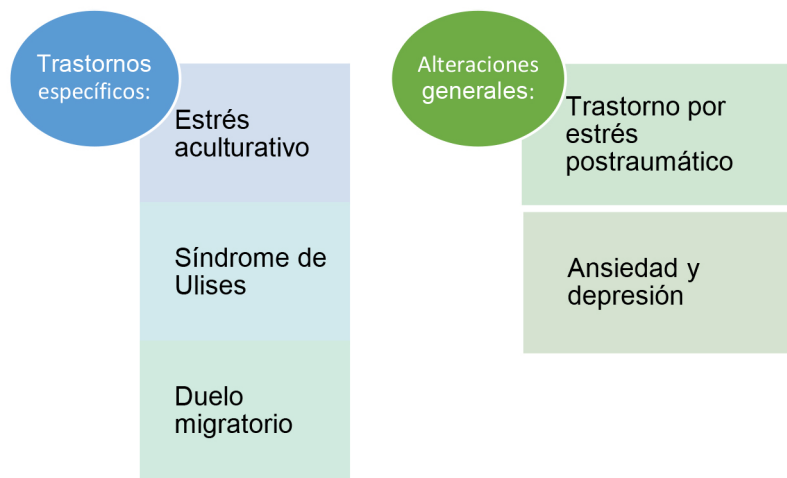 Trastornos
específicos:
Estrés
aculturativo
Síndrome de
Ulises
Duelo
migratorio
Alteraciones
generales:
Trastorno por
estrés
postraumático
Ansiedad y
depresión